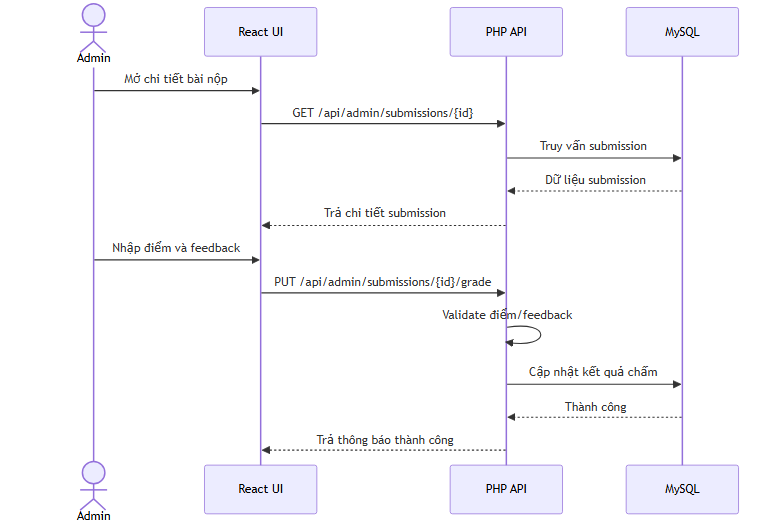 React UI
PHP API
MySQL
Admin
Mở chi tiết bài nộp
GET /api/admin/submissions/{id}
Truy vấn submission
Dữ liệu submission
Trả chi tiết submission
Nhập điểm và feedback
PUT /api/admin/submissions/{id}/grade
Validate điểm/feedback
Cập nhật kết quả chấm
Thành công
Trả thông báo thành công
React UI
PHP API
MySQL
Admin